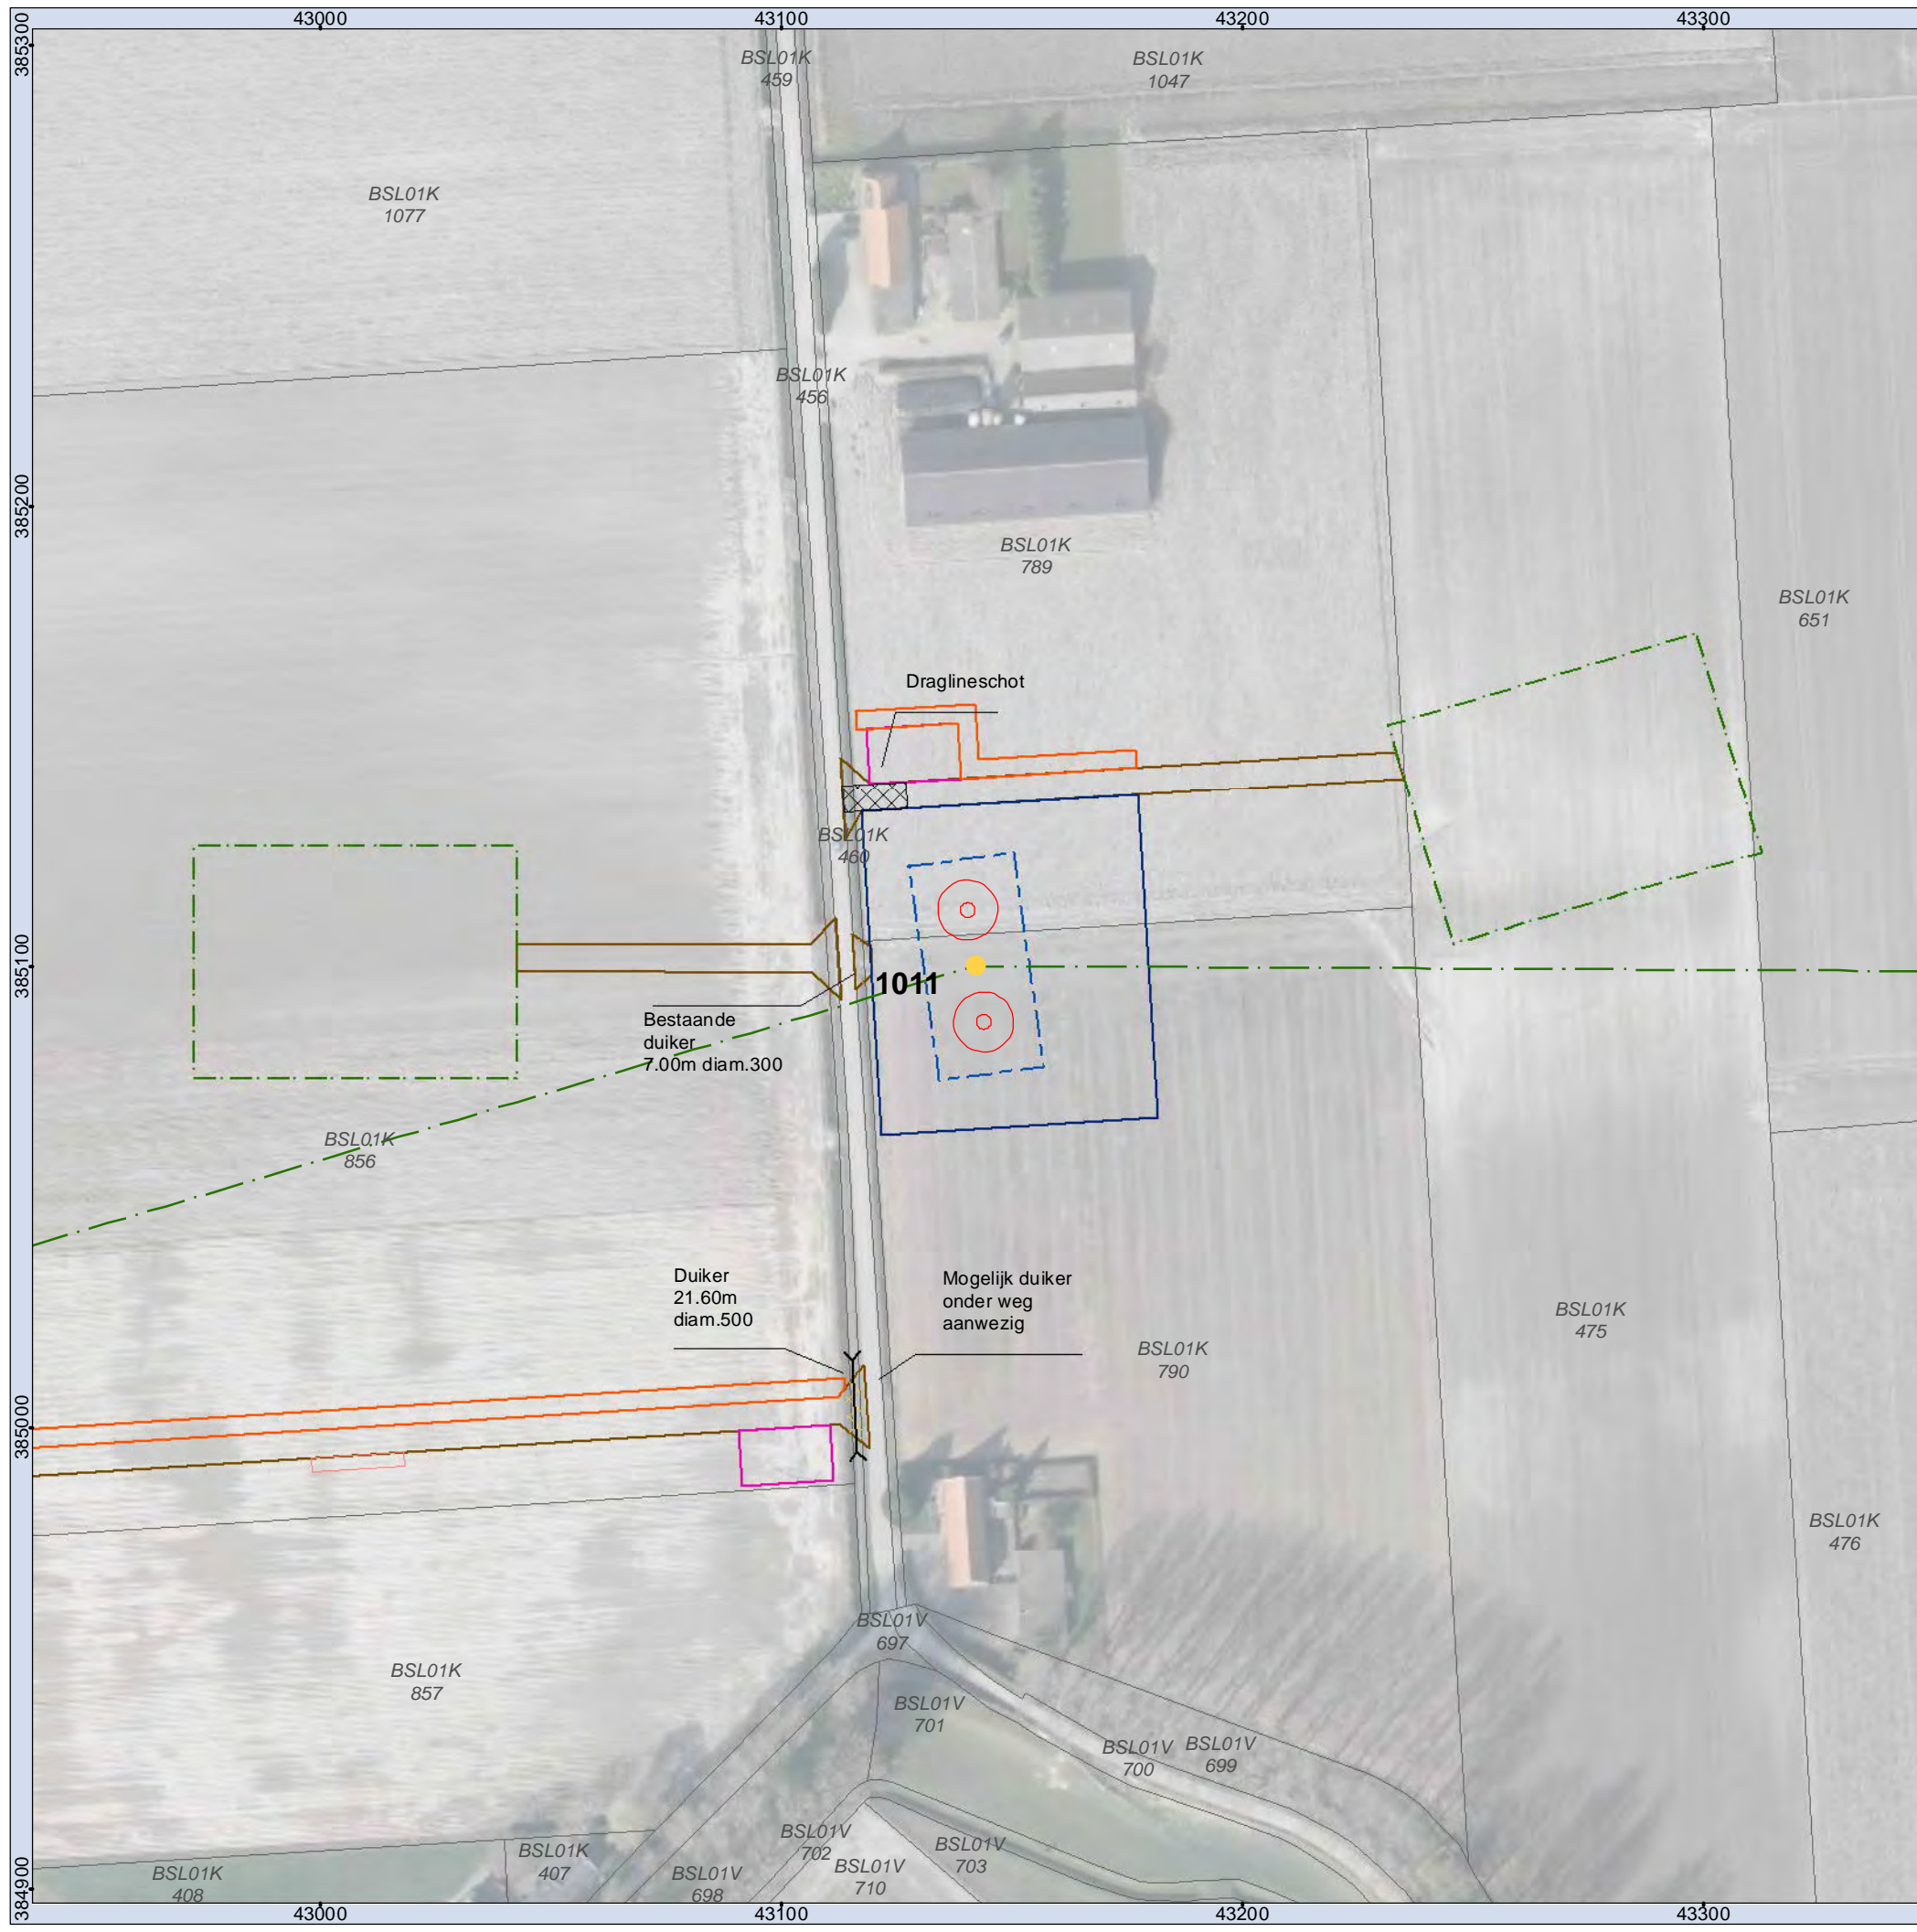 43000
43100
43200
43300
385300
BSL01K
459
BSL01K
1047
BSL01K
1077
BSL01K
456
385200
BSL01K
789
BSL01K
651
Draglineschot
BSL01K
460
385100
1011
Bestaande
duiker
7.00m diam.300
BSL01K
856
Duiker
21.60m
diam.500
Mogelijk duiker
onder weg
aanwezig
BSL01K
475
BSL01K
790
385000
BSL01K
476
BSL01V
697
BSL01K
857
BSL01V
701
BSL01V
700
BSL01V
699
BSL01V
702
BSL01V
703
BSL01K
407
BSL01K
408
BSL01V
698
BSL01V
710
384900
43000
43100
43200
43300